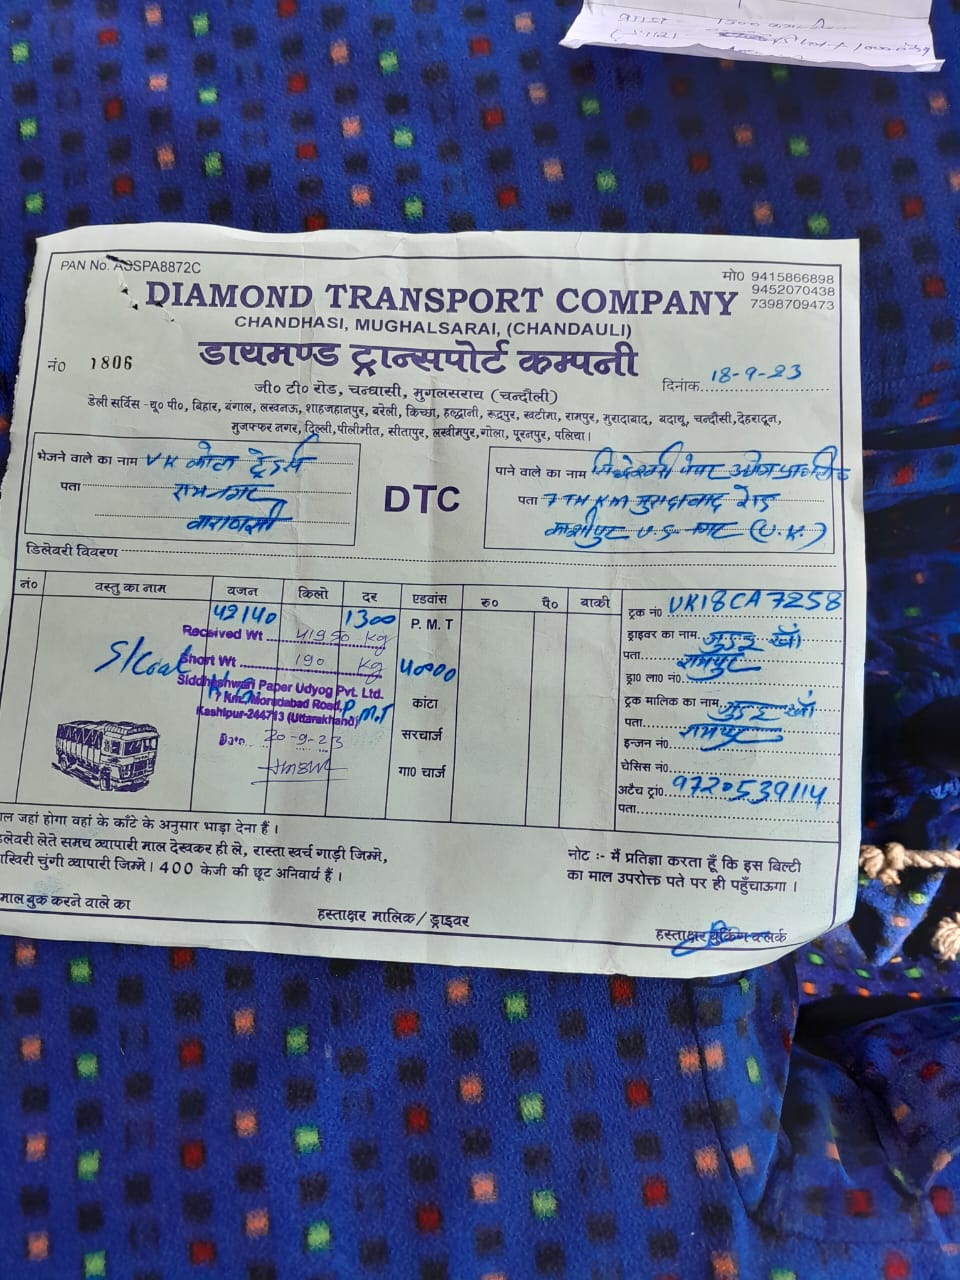 1300
PAN No. ASSPA8872C
मो० 9415866898
9452070438
7398709473
DIAMOND TRANSPORT COMPANY
CHANDHASI, MUGHALSARAI, (CHANDAULI)
डायमण्ड ट्रान्सपोर्ट कम्पनी
नं० 1806
दिनांक 18-9-23
जी० टी० रोड, चन्धासी, मुगलसराय (चन्दौली)
डेली सर्विस -यू० पी०, बिहार, बंगाल, लखनऊ, शाहजहानपुर, बरेली, किच्छा, हल्द्वानी, रूद्रपुर, खटीमा, रामपुर, मुरादाबाद, बदायू, चन्दौसी, देहरादून,
मुजफ्फर नगर, दिल्ली, पीलीभीत, सीतापुर, लखीमपुर, गोला, पूरनपुर, पलिया।
भेजने वाले का नाम VK कोल ट्रेडर्स
पता रामनगर
वाराणसी
DTC
पाने वाले का नाम सिद्धेश्वरी पेपर
पता 7TH KM मुरादाबाद रोड
काशीपुर U.S. नगर (U.K.)
डिलेवरी विवरण
नं० वस्तु का नाम वजन किलो दर एडवांस रु० पै० बाकी
S/Coal 42140 1300 P. M. T
Received Wt 41950 kg
Short Wt 190 kg
40000
Siddheshwari Paper Udyog Pvt. Ltd.
7 Km, Moradabad Road,
P.M.T
Kashipur-244713 (Uttarakhand)
Date 20-9-23
कांटा
सरचार्ज
गा० चार्ज
ट्रक नं० UK18CA7258
ड्राइवर का नाम खाँ
पता रामपुर
ड्रा० ला० नं०
ट्रक मालिक का नाम खाँ
पता रामपुर
इन्जन नं०
चेसिस नं०
अटैच ट्रां० 9720539114
पता
माल जहां होगा वहां के काँटे के अनुसार भाड़ा देना हैं।
डिलेवरी लेते समय व्यापारी माल देखकर ही ले, रास्ता खर्च गाड़ी जिम्मे,
आखिरी चुंगी व्यापारी जिम्मे। 400 केजी की छूट अनिवार्य हैं।
नोट :- मैं प्रतिज्ञा करता हूँ कि इस बिल्टी
का माल उपरोक्त पते पर ही पहुँचाऊगा।
माल बुक करने वाले का
हस्ताक्षर मालिक/ ड्राइवर
हस्ताक्षर बुकिंग क्लर्क